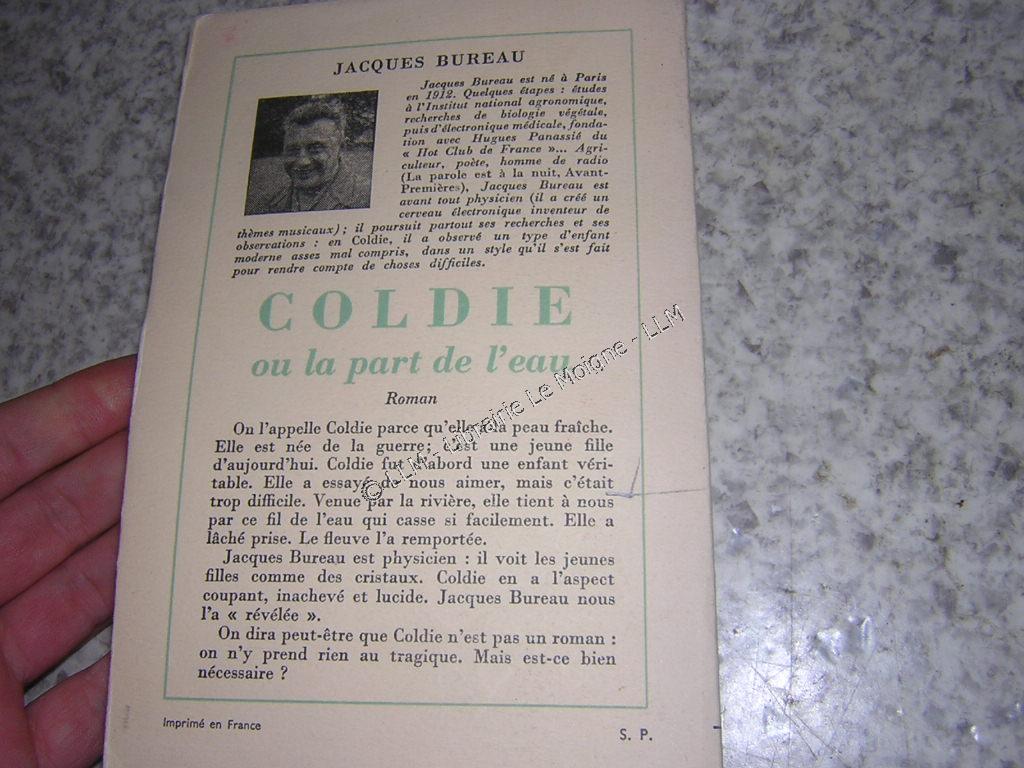 JACQUES BUREAU
Jacques Bureau est né à Paris
en 1912. Quelques étapes : études
à l'Institut national agronomique,
recherches de biologie végétale,
puis d'électronique médicale, fonda-
tion avec Hugues Panassié du
« Hot Club de France »... Agri-
culteur, poète, homme de radio
(La parole est à la nuit, Avant-
Premières), Jacques Bureau est
avant tout physicien (il a créé un
cerveau électronique inventeur de
thèmes musicaux) ; il poursuit partout ses recherches et ses
observations : en Coldie, il a observé un type d'enfant
moderne assez mal compris, dans un style qu'il s'est fait
pour rendre compte de choses difficiles.
COLDIE
ou la part de l'eau
Roman
On l'appelle Coldie parce qu'elle a la peau fraîche.
Elle est née de la guerre; c'est une jeune fille
d'aujourd'hui. Coldie fut d'abord une enfant véri-
table. Elle a essayé de nous aimer, mais c'était
trop difficile. Venue par la rivière, elle tient à nous
par ce fil de l'eau qui casse si facilement. Elle a
lâché prise. Le fleuve l'a remportée.
Jacques Bureau est physicien : il voit les jeunes
filles comme des cristaux. Coldie en a l'aspect
coupant, inachevé et lucide. Jacques Bureau nous
l'a « révélée ».
On dira peut-être que Coldie n'est pas un roman :
on n'y prend rien au tragique. Mais est-ce bien
nécessaire ?
Imprimé en France
S. P.
© LLM - Librairie Le Moigne - LLM